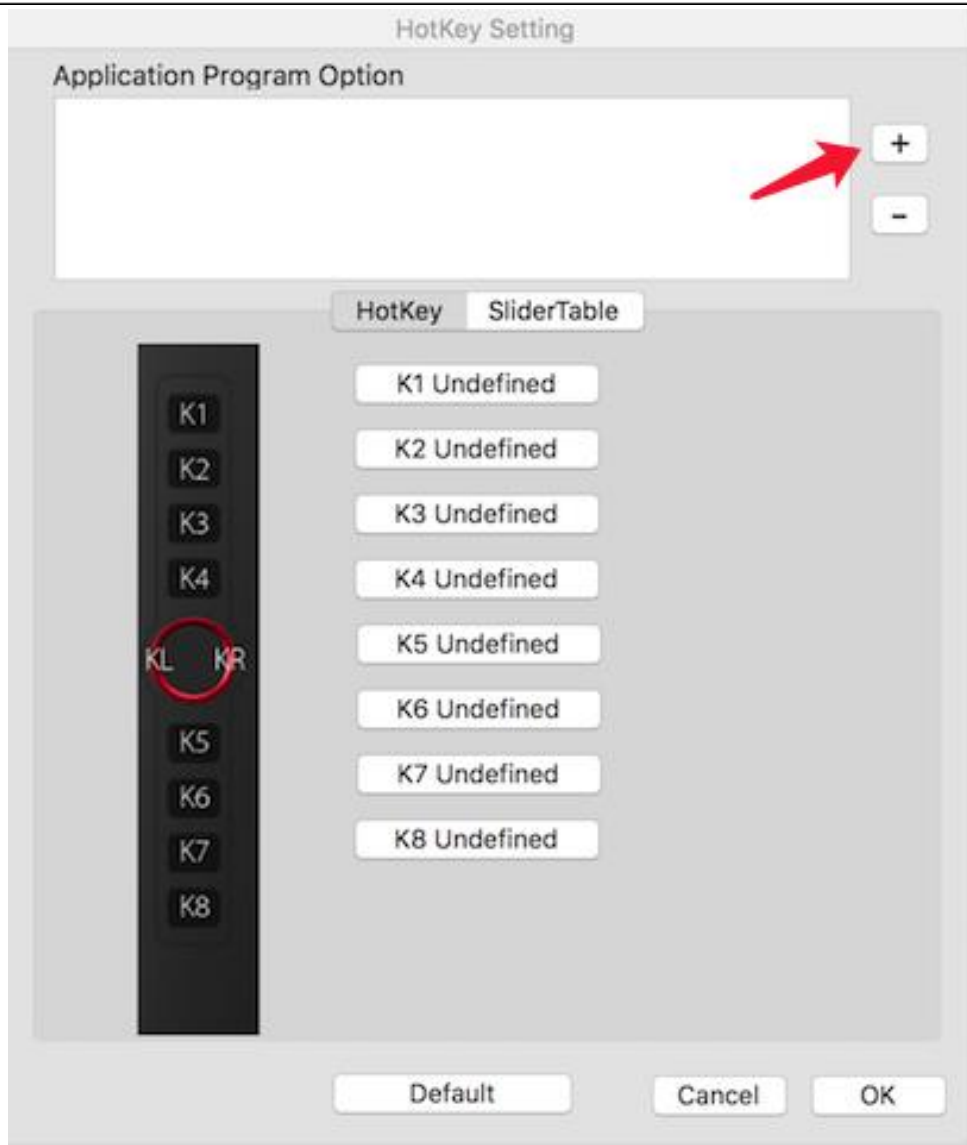 HotKey Setting
Application Program Option
+
-
HotKey SliderTable
K1 Undefined
K2 Undefined
K3 Undefined
K4 Undefined
K5 Undefined
K6 Undefined
K7 Undefined
K8 Undefined
K1
K2
K3
K4
KL KR
K5
K6
K7
K8
Default Cancel OK